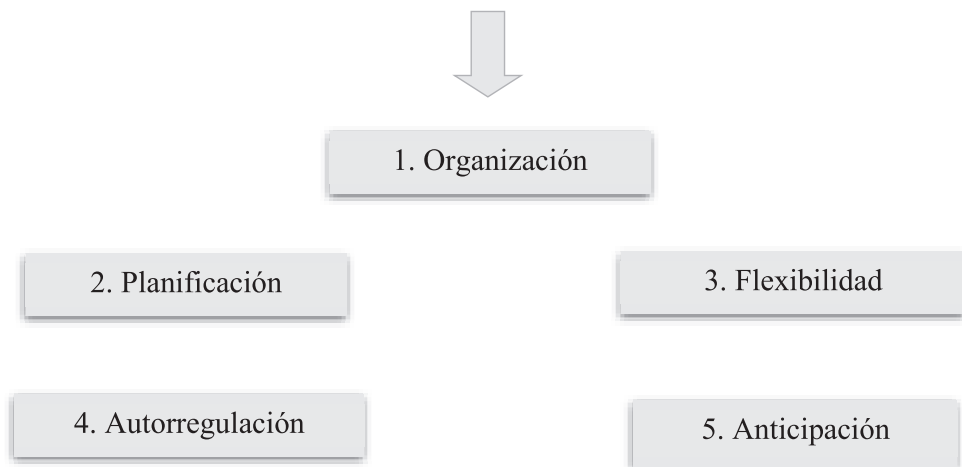 1. Organización
2. Planificación
3. Flexibilidad
4. Autorregulación
5. Anticipación